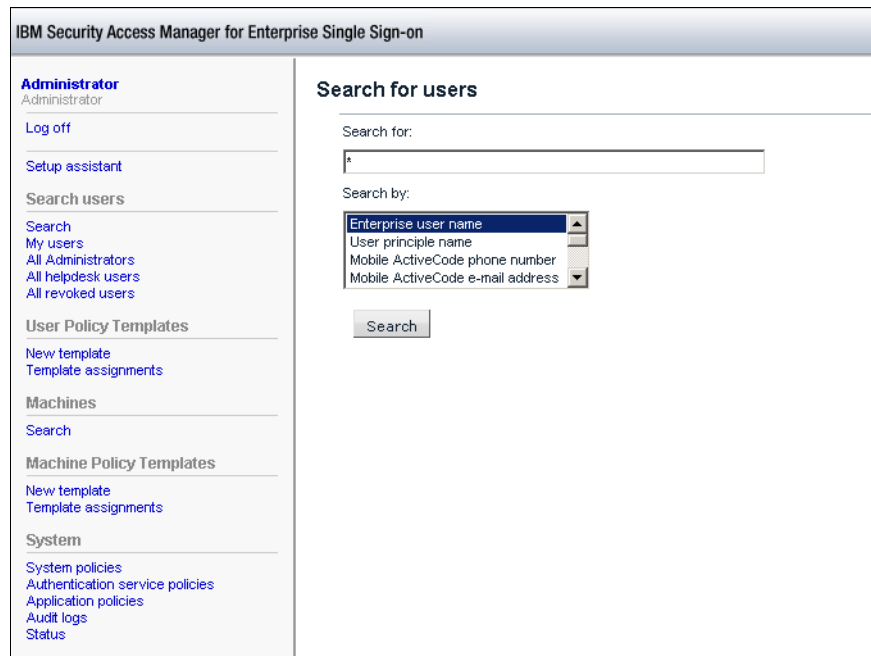 IBM Security Access Manager for Enterprise Single Sign-on
Administrator
Administrator
Log off
Setup assistant
Search users
Search
My users
All Administrators
All helpdesk users
All revoked users
User Policy Templates
New template
Template assignments
Machines
Search
Machine Policy Templates
New template
Template assignments
System
System policies
Authentication service policies
Application policies
Audit logs
Status
Search for users
Search for:
*
Search by:
Enterprise user name
User principle name
Mobile ActiveCode phone number
Mobile ActiveCode e-mail address
Search